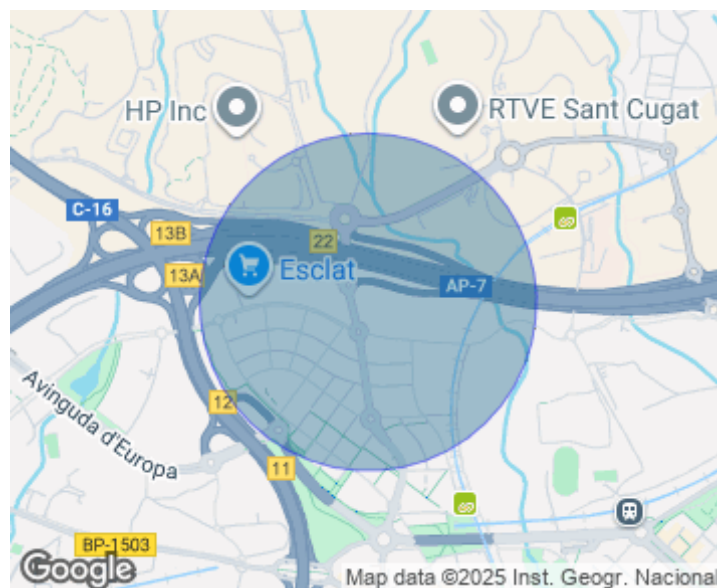 HP Inc
RTVE Sant Cugat
C-16
13B
22
13A
Esclat
AP-7
12
Avinguda d'Europa
11
BP-1503
Google
Map data ©2025 Inst. Geogr. Nacional